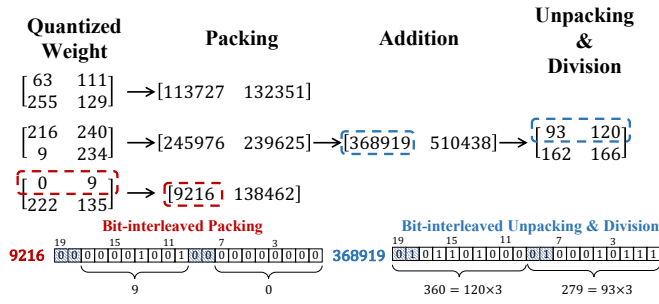 Quantized Weight
Packing
Addition
Unpacking & Division
[63 111
255 129] → [113727 132351]
[216 240
9 234] → [245976 239625] → [368919 510438] → [93 120
162 166]
[0 9
222 135] → [9216 138462]
Bit-interleaved Packing
19 15 11 7 3
9216 0 0 0 0 0 0 1 0 0 1 0 0 0 0 0 0 0 0 0 0
9 0
Bit-interleaved Unpacking & Division
19 15 11 7 3
368919 0 1 0 1 1 0 1 0 0 0 0 1 0 0 0 1 0 1 1 1
360 = 120×3 279 = 93×3